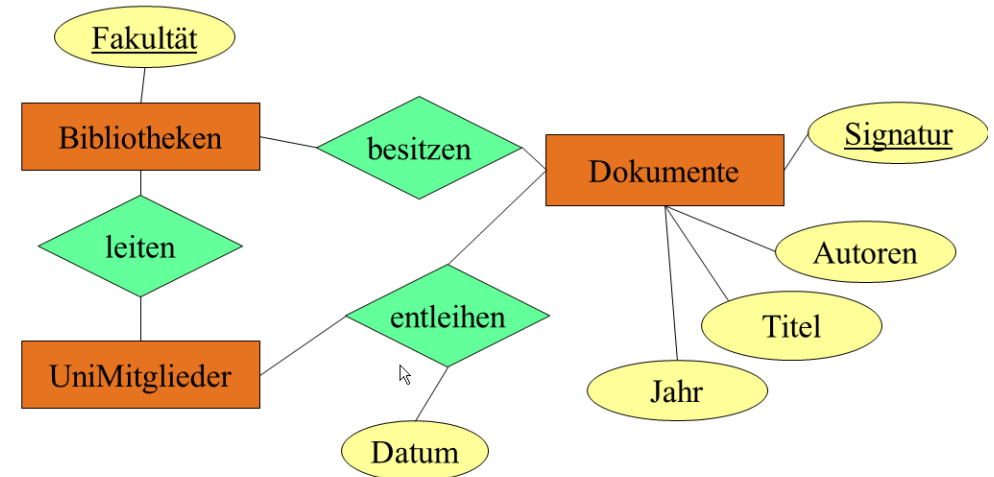 Fakultät
Bibliotheken
besitzen
Dokumente
Signatur
leiten
entleihen
Autoren
Titel
UniMitglieder
Jahr
Datum